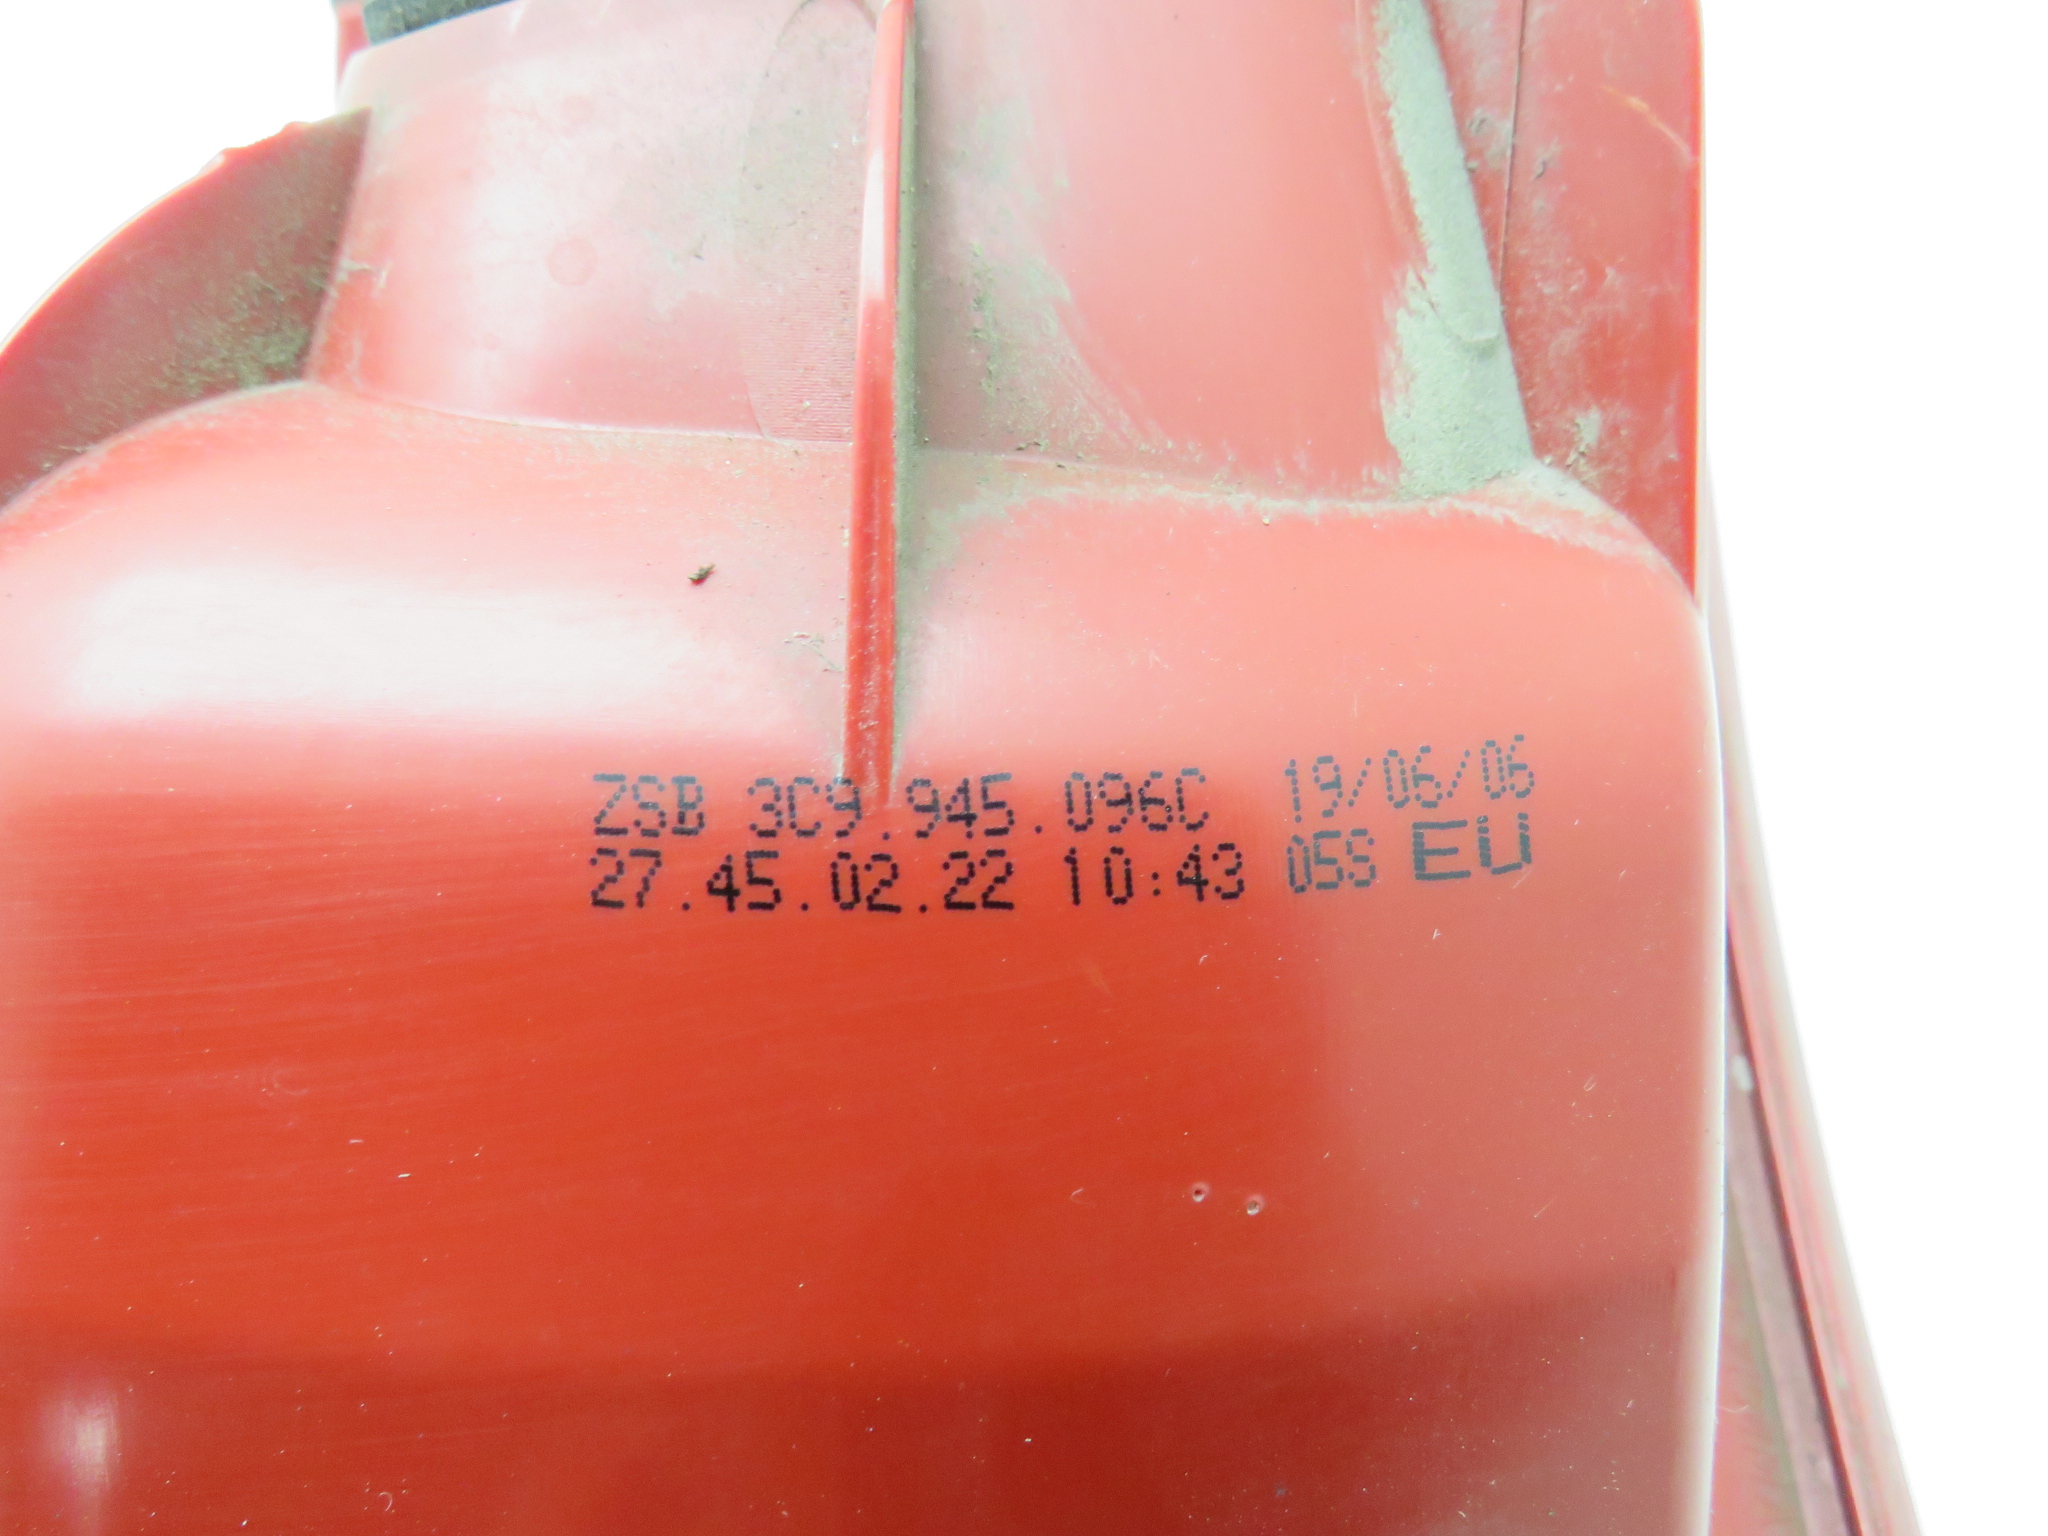 ZSB 3C9.945.096C 19/06/06
27.45.02.22 10:43 05S EU